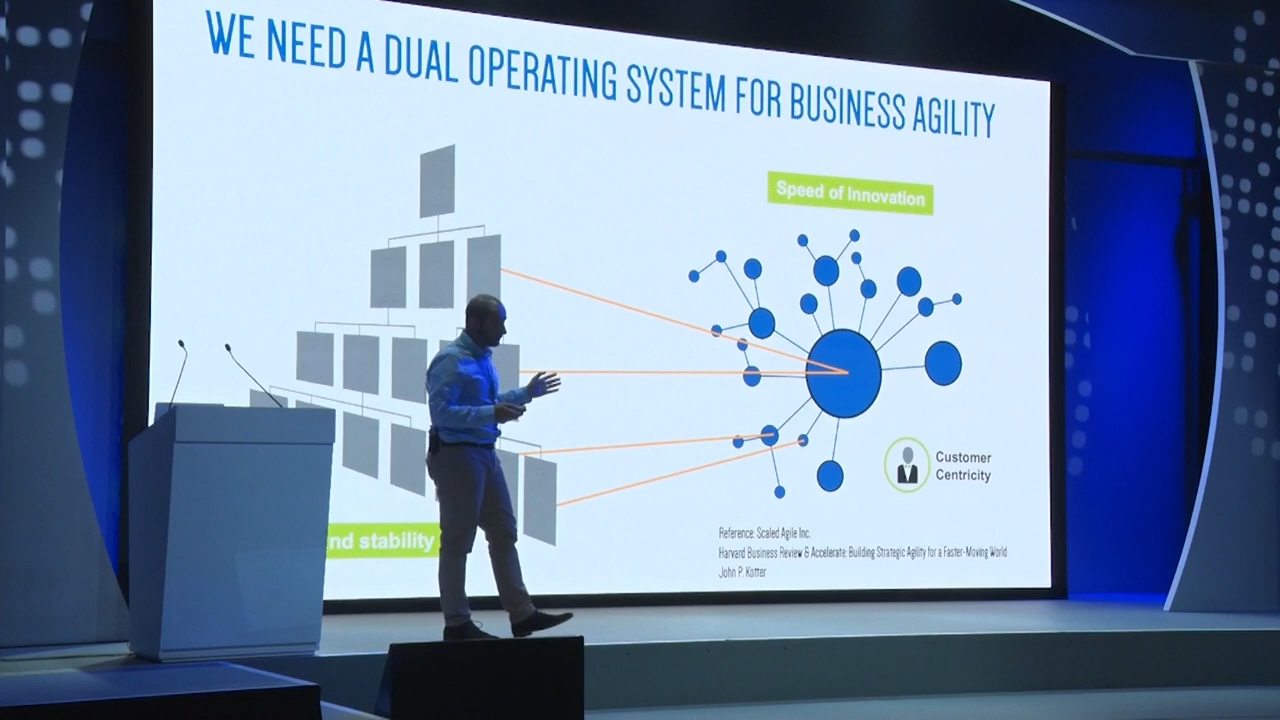 WE NEED A DUAL OPERATING SYSTEM FOR BUSINESS AGILITY
Speed of Innovation
Customer
Centricity
and stability
Reference: Scaled Agile Inc.
Harvard Business Review & Accelerate: Building Strategic Agility for a Faster-Moving World
John P. Kotter